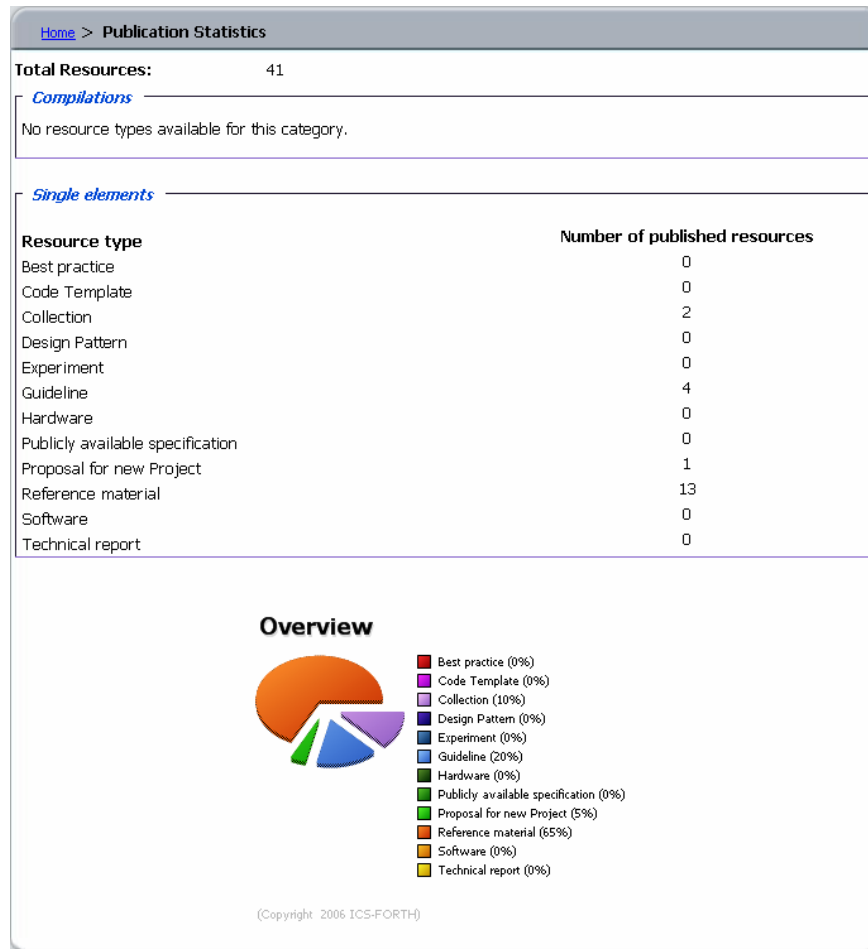 Home > Publication Statistics
Total Resources: 41
Compilations
No resource types available for this category.
Single elements
Resource type Number of published resources
Best practice 0
Code Template 0
Collection 2
Design Pattern 0
Experiment 0
Guideline 4
Hardware 0
Publicly available specification 0
Proposal for new Project 1
Reference material 13
Software 0
Technical report 0
Overview
Best practice (0%)
Code Template (0%)
Collection (10%)
Design Pattern (0%)
Experiment (0%)
Guideline (20%)
Hardware (0%)
Publicly available specification (0%)
Proposal for new Project (5%)
Reference material (65%)
Software (0%)
Technical report (0%)
(Copyright 2006 ICS-FORTH)